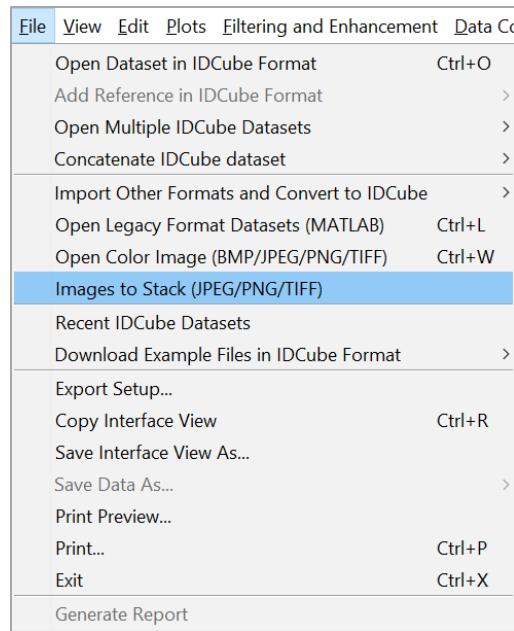 File View Edit Plots Filtering and Enhancement Data Co
Open Dataset in IDCube Format Ctrl+O
Add Reference in IDCube Format >
Open Multiple IDCube Datasets >
Concatenate IDCube dataset >
Import Other Formats and Convert to IDCube >
Open Legacy Format Datasets (MATLAB) Ctrl+L
Open Color Image (BMP/JPEG/PNG/TIFF) Ctrl+W
Images to Stack (JPEG/PNG/TIFF)
Recent IDCube Datasets
Download Example Files in IDCube Format >
Export Setup...
Copy Interface View Ctrl+R
Save Interface View As...
Save Data As... >
Print Preview...
Print... Ctrl+P
Exit Ctrl+X
Generate Report